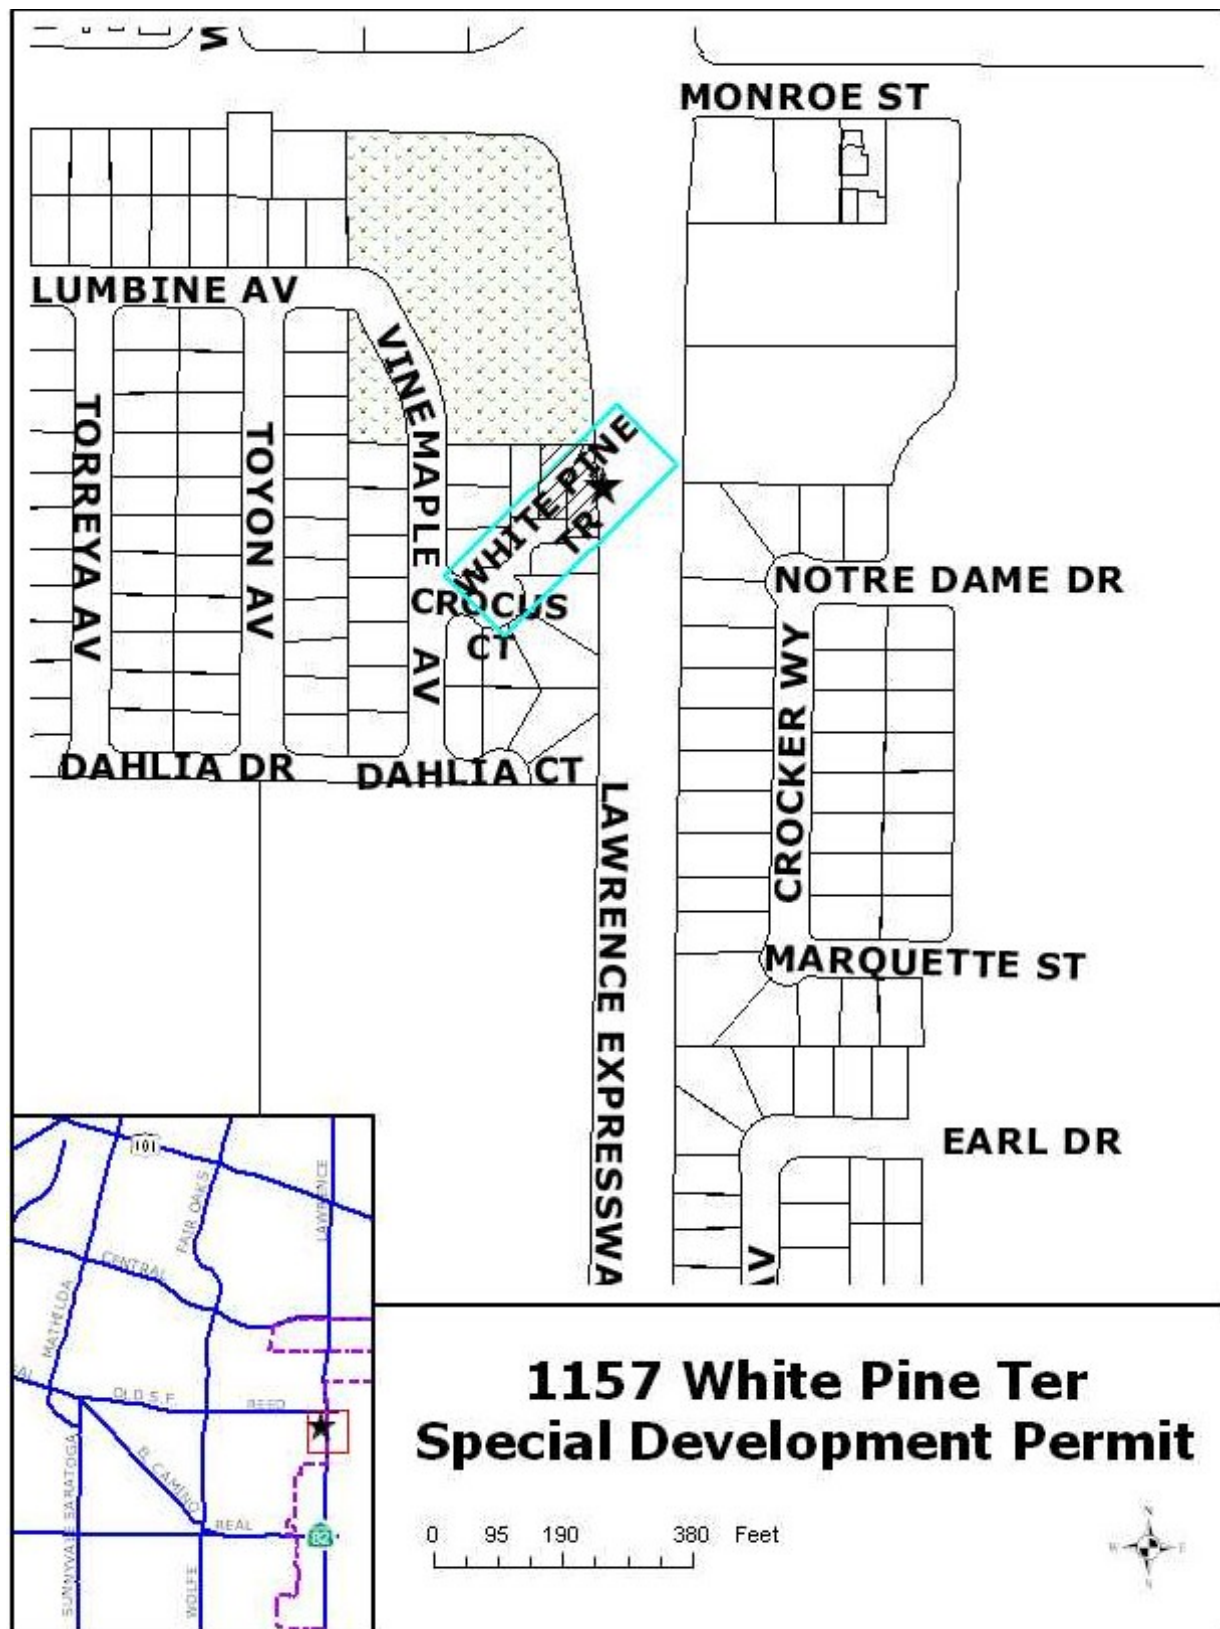 MONROE ST
LUMBINE AV
VINEMAPLE AV
TORREYA AV
TOYON AV
WHITE PINE
TR
CROCUS
CT
NOTRE DAME DR
CROCKER WY
DAHLIA DR
DAHLIA CT
LAWRENCE EXPRESSWA
MARQUETTE ST
EARL DR
AV
101
FAIR OAKS
LAWRENCE
CENTRAL
MATHILDA
OLD S.F.
REED
EL CAMINO
REAL
82
SUNNYVALE SARATOGA
WOLFE
1157 White Pine Ter
Special Development Permit
0 95 190 380 Feet
N
W E
S